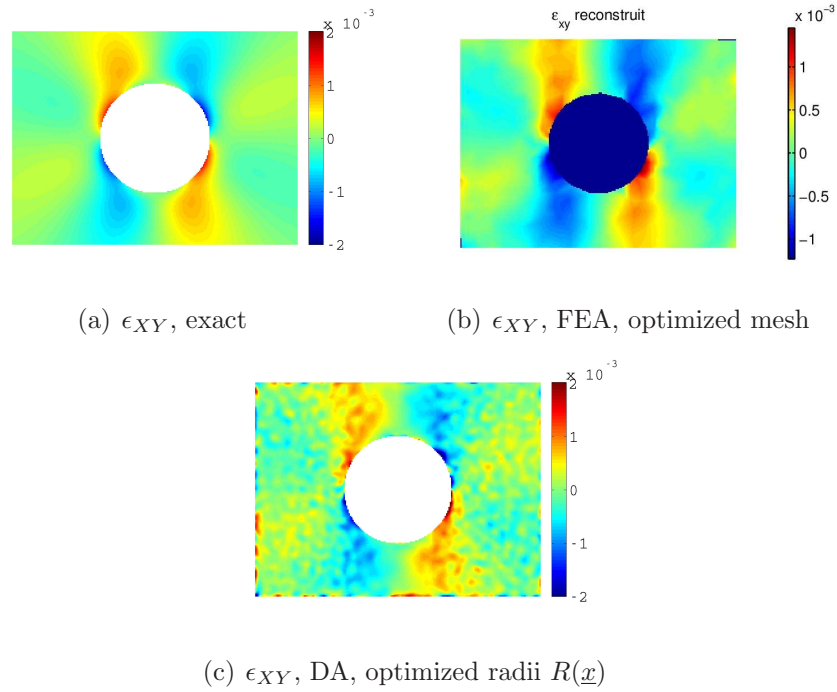 x 10⁻³
2
1
0
-1
-2
(a) ϵ_XY, exact
ε_xy reconstruit
x 10⁻³
1
0.5
0
−0.5
−1
(b) ϵ_XY, FEA, optimized mesh
x 10⁻³
2
1
0
-1
-2
(c) ϵ_XY, DA, optimized radii R(x)